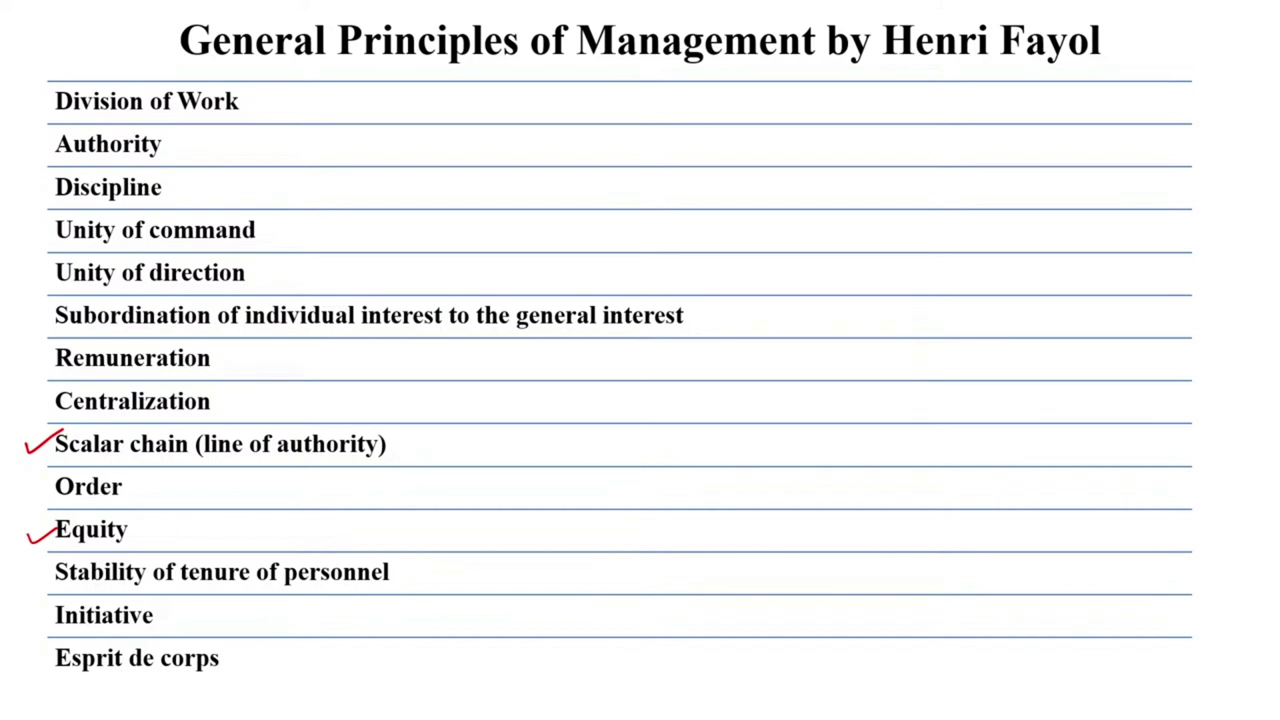 General Principles of Management by Henri Fayol
Division of Work
Authority
Discipline
Unity of command
Unity of direction
Subordination of individual interest to the general interest
Remuneration
Centralization
Scalar chain (line of authority)
Order
Equity
Stability of tenure of personnel
Initiative
Esprit de corps